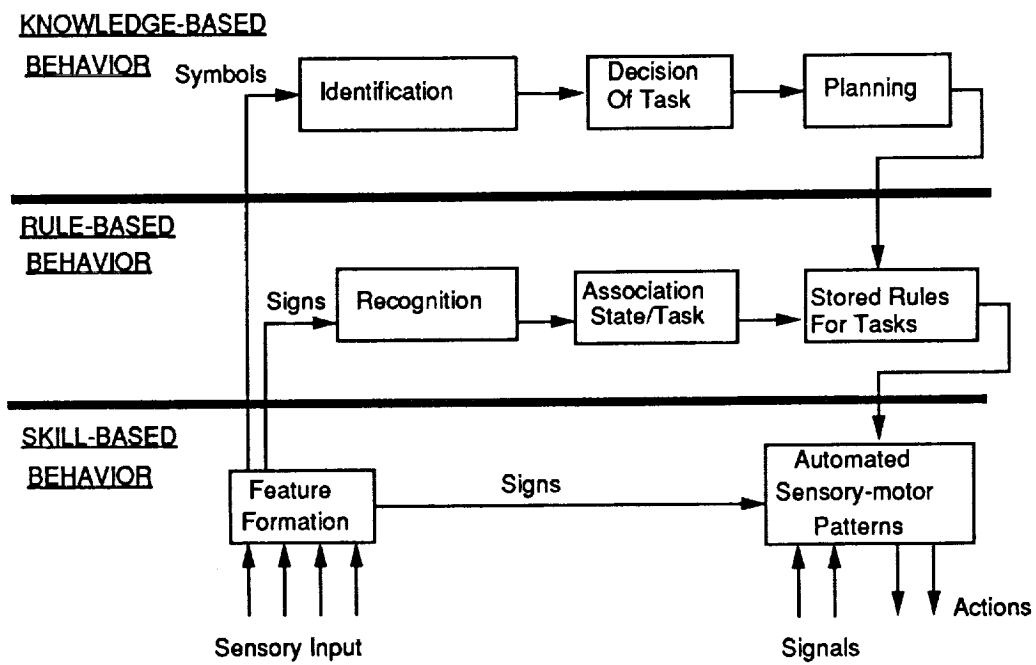 KNOWLEDGE-BASED
BEHAVIOR
Symbols
Identification
Decision
Of Task
Planning
RULE-BASED
BEHAVIOR
Signs
Recognition
Association
State/Task
Stored Rules
For Tasks
SKILL-BASED
BEHAVIOR
Feature
Formation
Signs
Automated
Sensory-motor
Patterns
Sensory Input
Signals
Actions